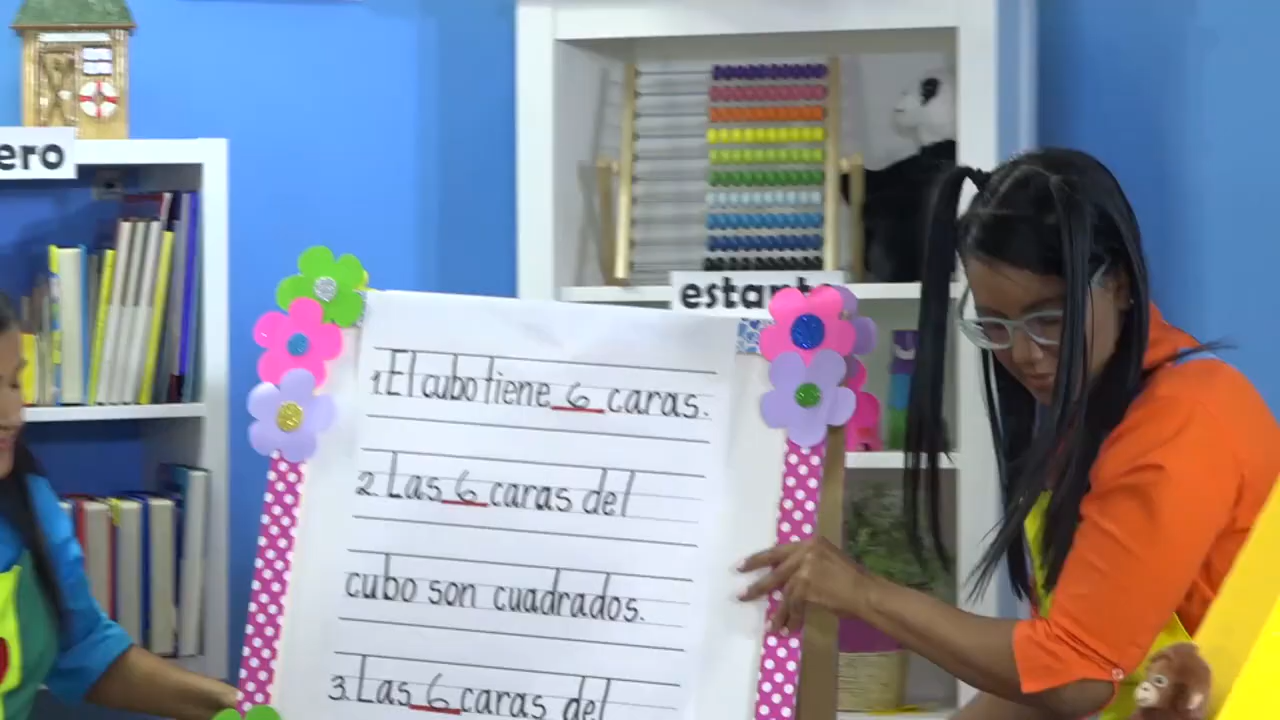 ero
estante
1. El cubo tiene 6 caras.
2. Las 6 caras del
cubo son cuadrados.
3. Las 6 caras del